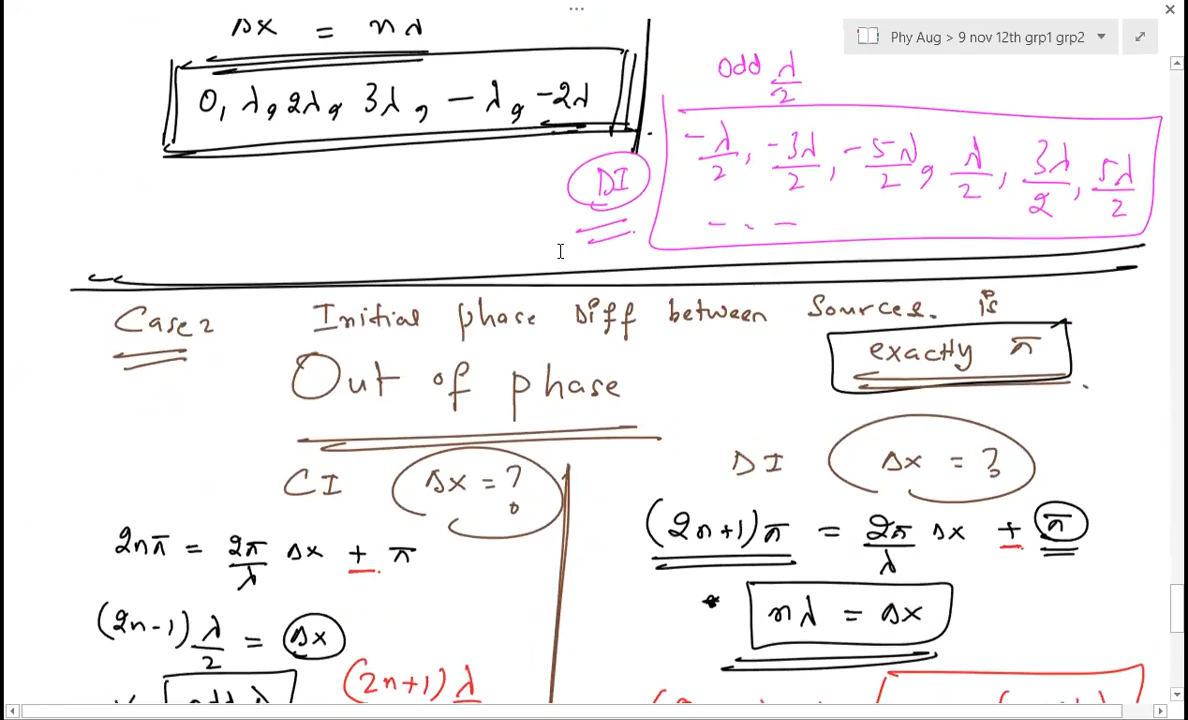 Phy Aug > 9 nov 12th grp1 grp2
Δx = nλ
0, λ, 2λ, 3λ, -λ, -2λ
odd λ/2
DI
-λ/2, -3λ/2, -5λ/2, λ/2, 3λ/2, 5λ/2
- . -
Case 2 Initial phase Diff between Sources. is
exactly π
Out of phase
CI Δx = ?
DI Δx = ?
2nπ = 2π/λ Δx ± π
(2n+1)π = 2π/λ Δx ± π
(2n-1) λ/2 = Δx
* nλ = Δx
(2n+1) λ